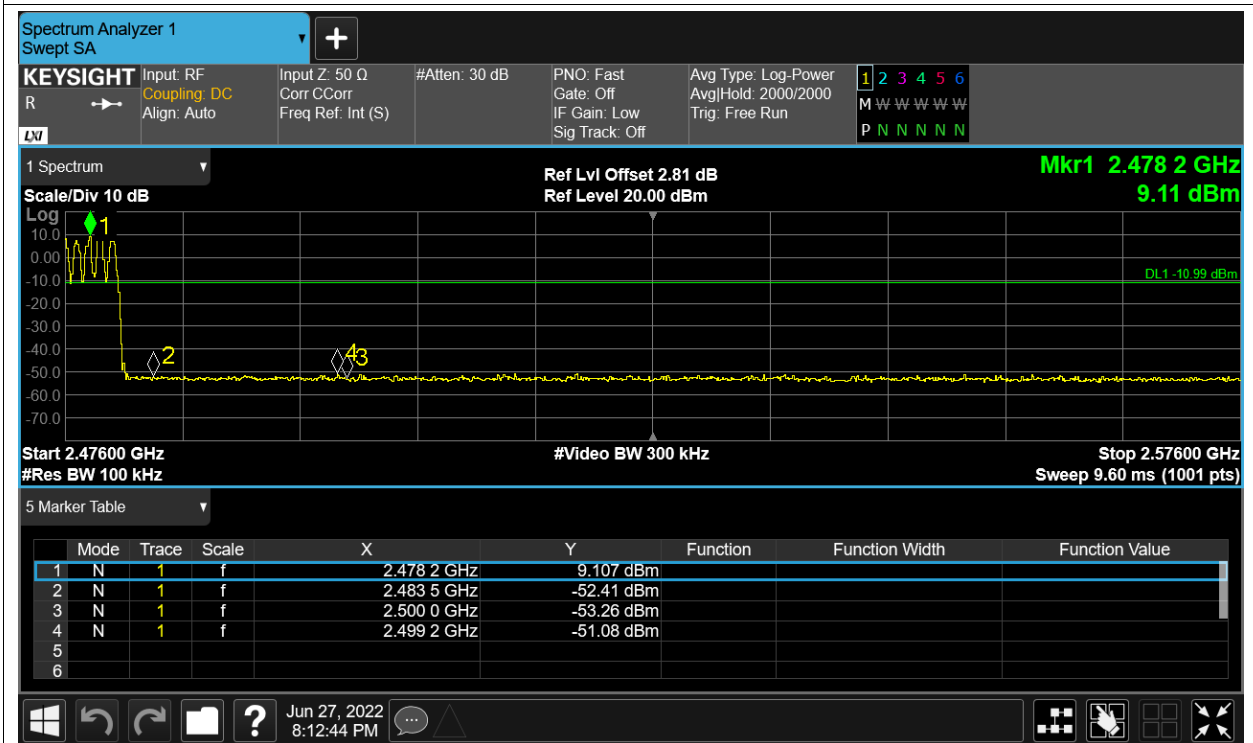 Spectrum Analyzer 1
Swept SA
+
KEYSIGHT Input: RF Input Z: 50 Ω #Atten: 30 dB PNO: Fast Avg Type: Log-Power 1 2 3 4 5 6
R Coupling: DC Corr CCorr Gate: Off Avg|Hold: 2000/2000 M W W W W W
Align: Auto Freq Ref: Int (S) IF Gain: Low Trig: Free Run
LXI Sig Track: Off P N N N N N
1 Spectrum Ref Lvl Offset 2.81 dB Mkr1 2.478 2 GHz
Scale/Div 10 dB Ref Level 20.00 dBm 9.11 dBm
Log
1
10.0
0.00
-10.0 DL1 -10.99 dBm
-20.0
-30.0
-40.0
2 4 3
-50.0
-60.0
-70.0
Start 2.47600 GHz #Video BW 300 kHz Stop 2.57600 GHz
#Res BW 100 kHz Sweep 9.60 ms (1001 pts)
5 Marker Table
Mode Trace Scale X Y Function Function Width Function Value
1 N 1 f 2.478 2 GHz 9.107 dBm
2 N 1 f 2.483 5 GHz -52.41 dBm
3 N 1 f 2.500 0 GHz -53.26 dBm
4 N 1 f 2.499 2 GHz -51.08 dBm
5
6
? Jun 27, 2022
8:12:44 PM